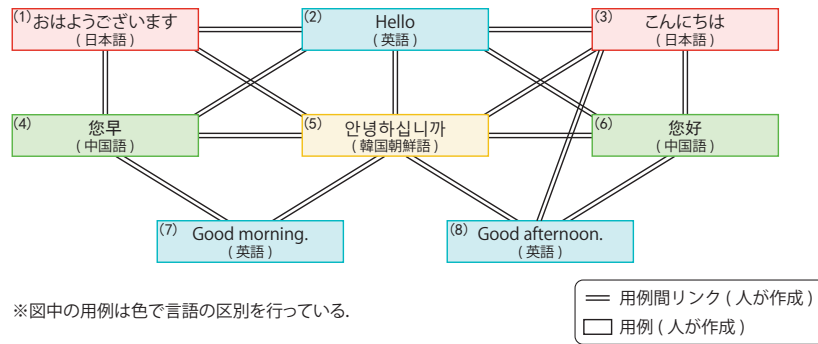 (1) おはようございます
( 日本語 )
(2) Hello
( 英語 )
(3) こんにちは
( 日本語 )
(4) 您早
( 中国語 )
(5) 안녕하십니까
( 韓国朝鮮語 )
(6) 您好
( 中国語 )
(7) Good morning.
( 英語 )
(8) Good afternoon.
( 英語 )
※図中の用例は色で言語の区別を行っている.
用例間リンク ( 人が作成 )
用例 ( 人が作成 )